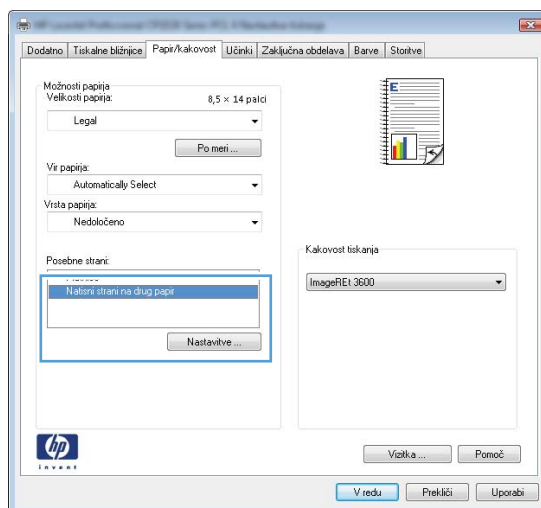 Dodatno Tiskalne bližnjice Papir/kakovost Učinki Zaključna obdelava Barve Storitve
Možnosti papirja
Velikosti papirja: 8,5 × 14 palci
Legal
Po meri ...
Vir papirja:
Automatically Select
Vrsta papirja:
Nedoločeno
Posebne strani:
Natisni strani na drug papir
Nastavitve ...
E
Kakovost tiskanja
ImageREt 3600
hp
invent
Vizitka ... Pomoč
V redu Prekliči Uporabi